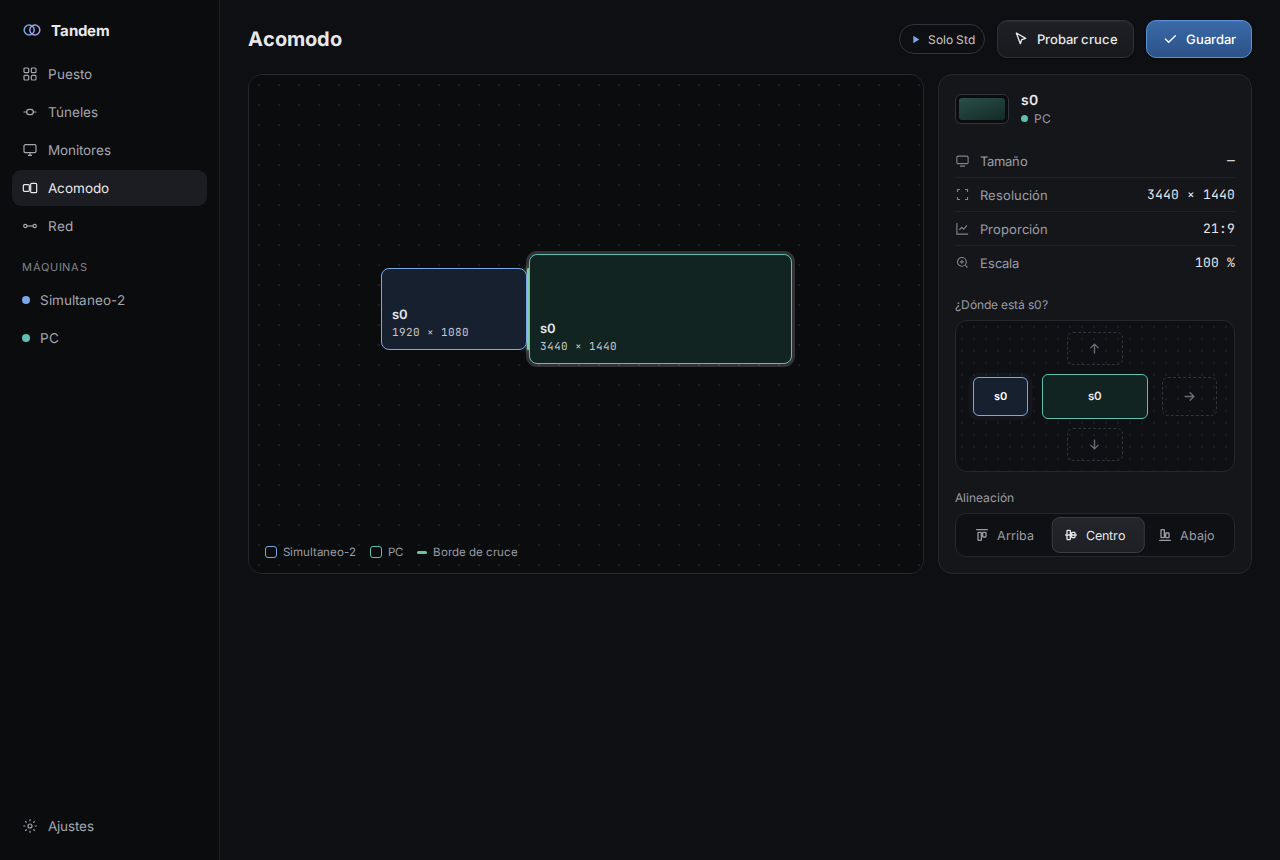 Tandem
Puesto
Túneles
Monitores
Acomodo
Red
MÁQUINAS
Simultaneo-2
PC
Ajustes
Acomodo
Solo Std
Probar cruce
Guardar
s0
1920 × 1080
s0
3440 × 1440
Simultaneo-2
PC
Borde de cruce
s0
PC
Tamaño –
Resolución 3440 × 1440
Proporción 21:9
Escala 100 %
¿Dónde está s0?
s0
s0
Alineación
Arriba
Centro
Abajo